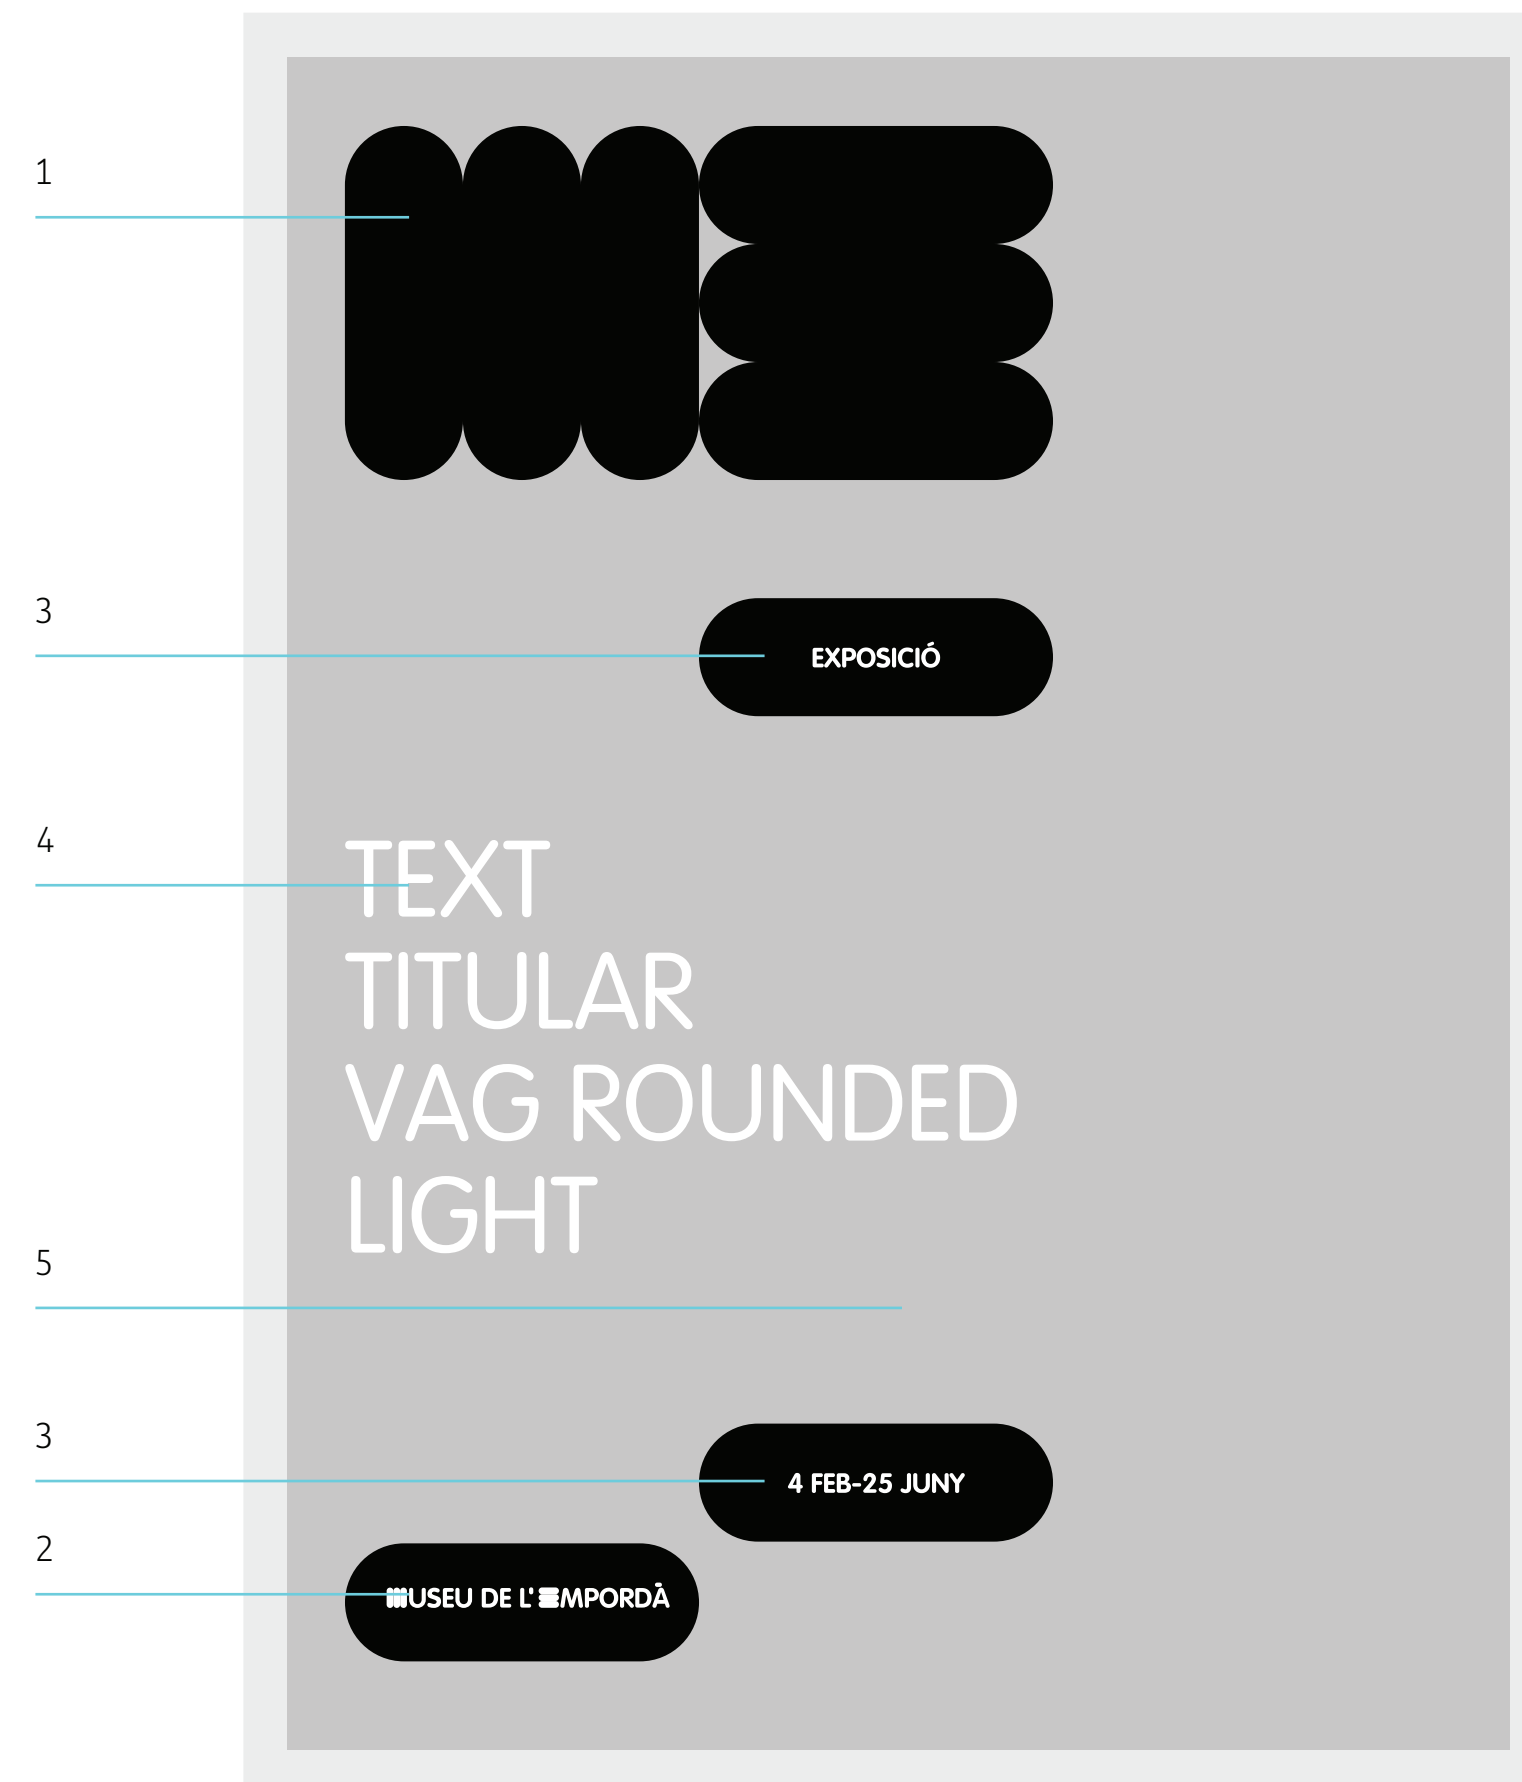 1
3
EXPOSICIÓ
4
TEXT
TITULAR
VAG ROUNDED
LIGHT
5
3
4 FEB-25 JUNY
2
MUSEU DE L' EMPORDÀ